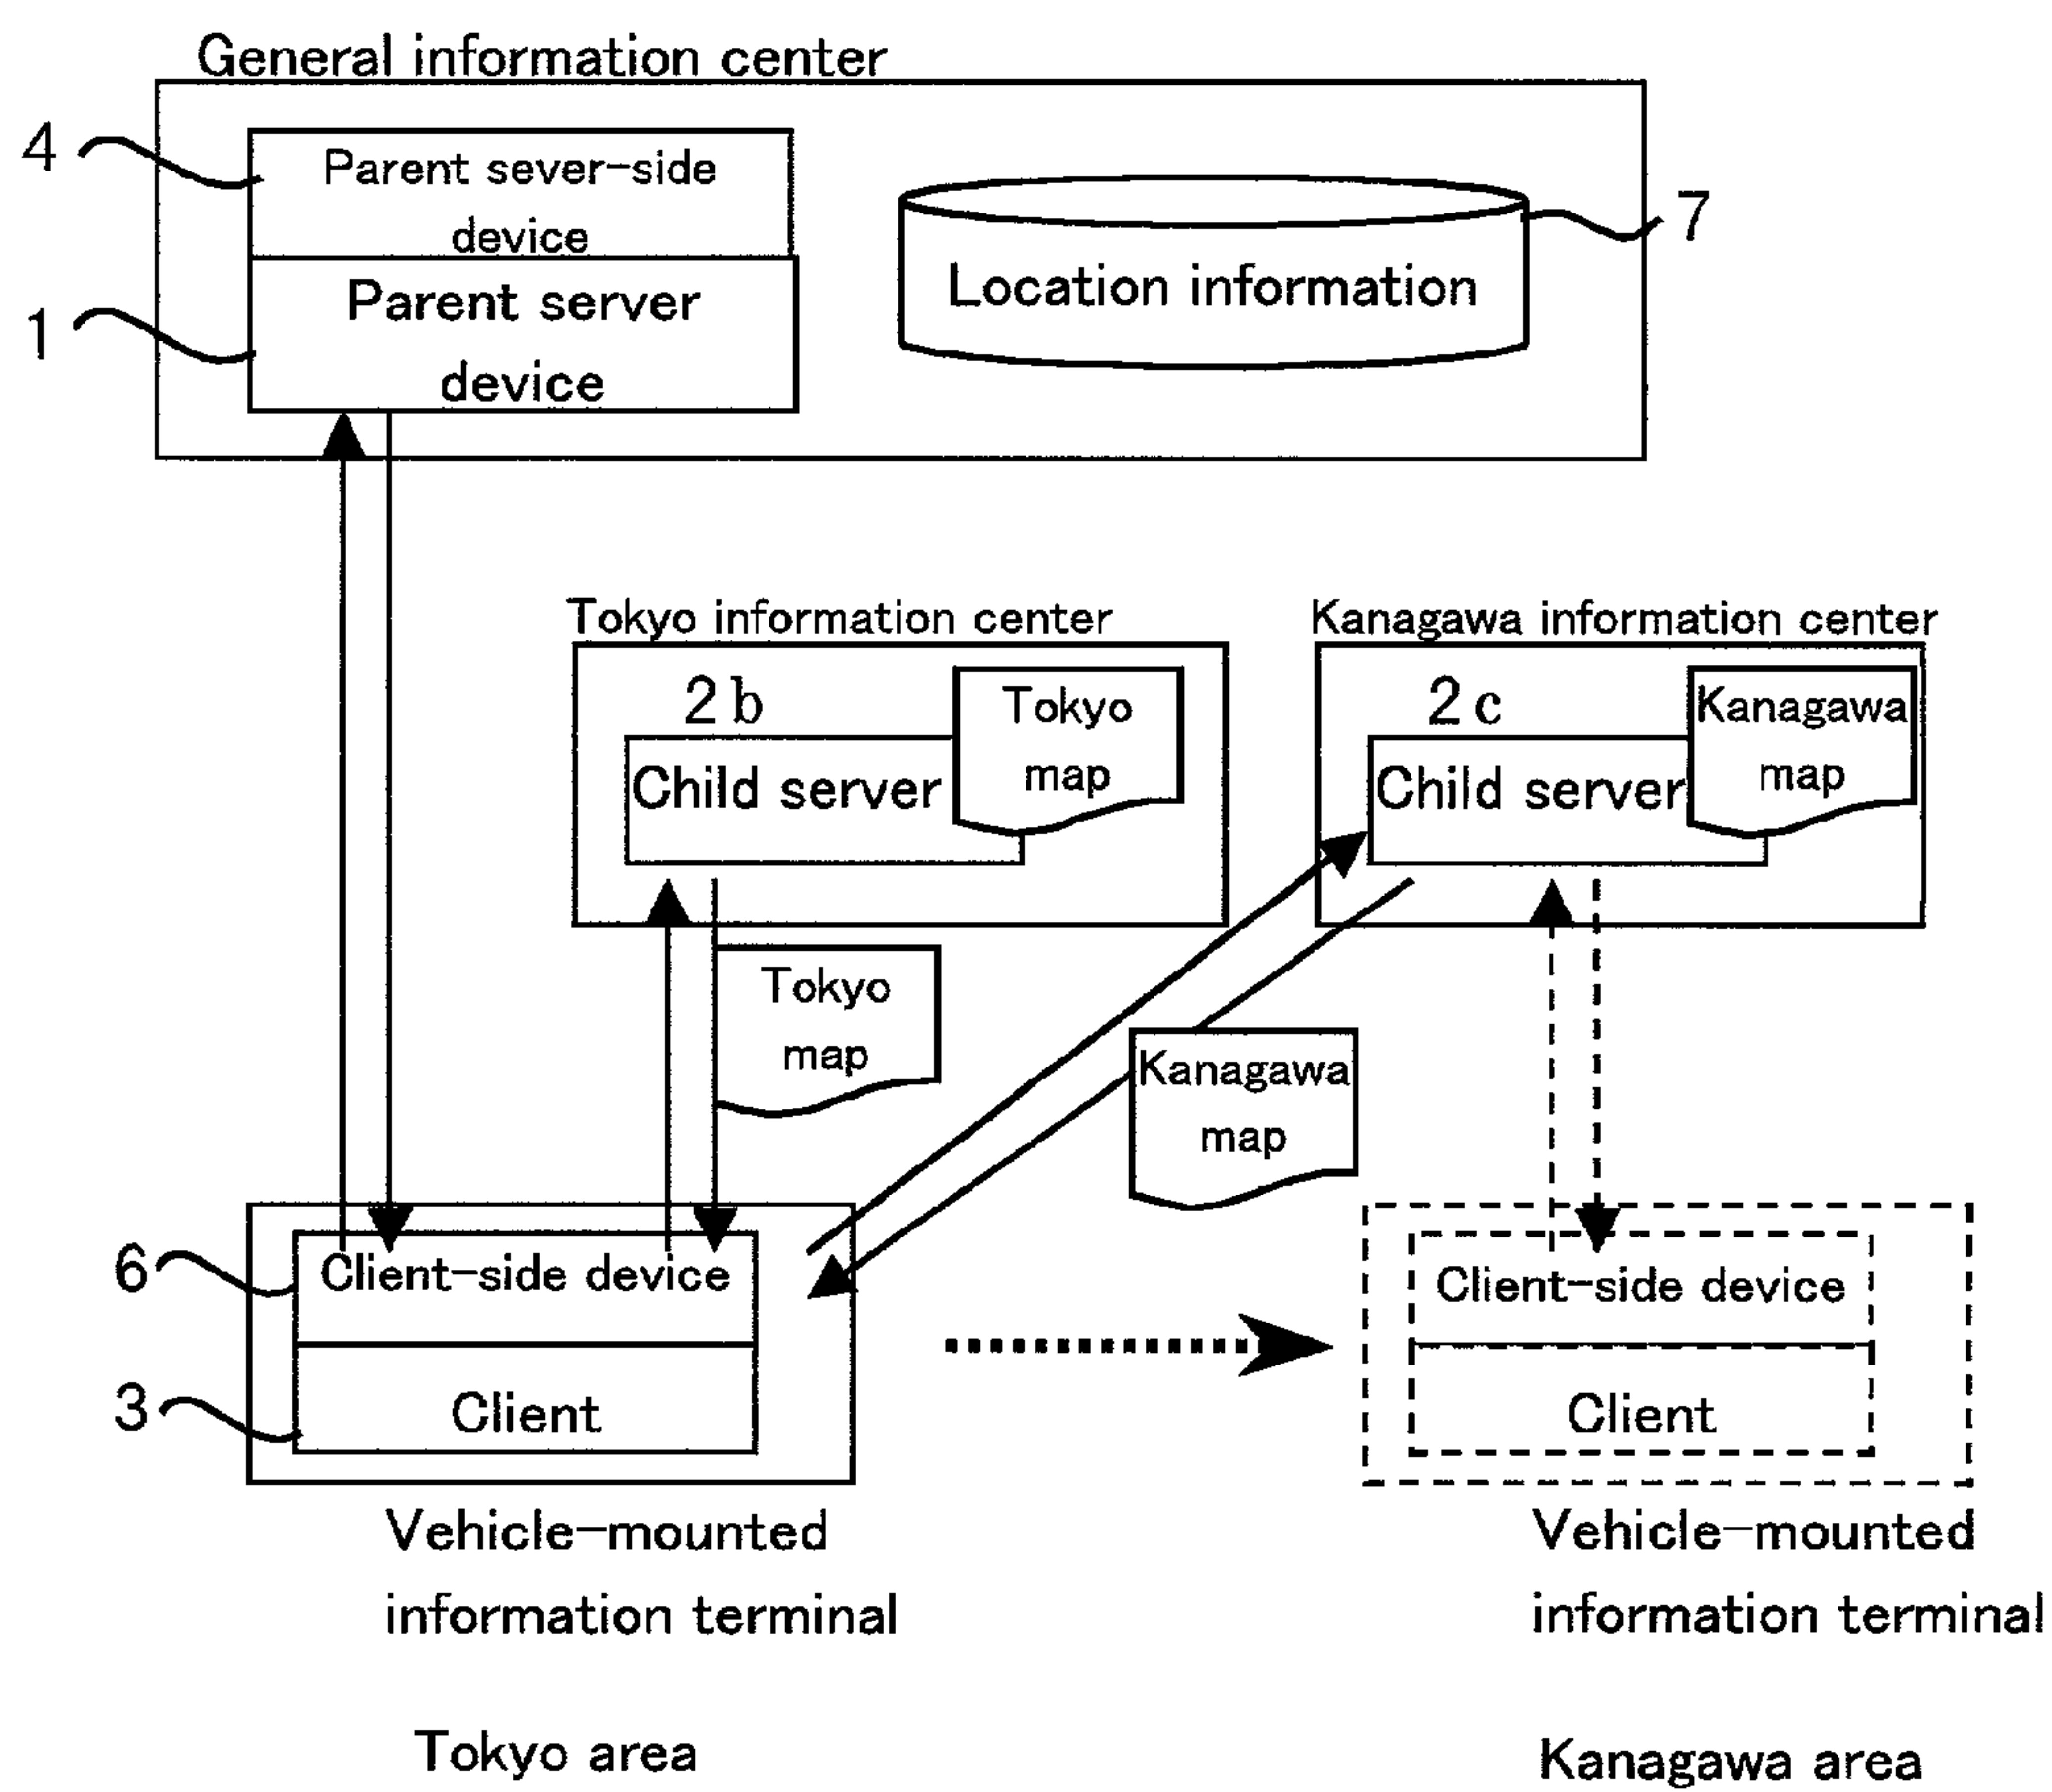 General information center
4
Parent sever-side
device
7
Location information
1
Parent server
device
Tokyo information center
Kanagawa information center
2b
Tokyo
map
Child server
2c
Kanagawa
map
Child server
Tokyo
map
Kanagawa
map
6
Client-side device
3
Client
Client-side device
Client
Vehicle-mounted
information terminal
Vehicle-mounted
information terminal
Tokyo area
Kanagawa area